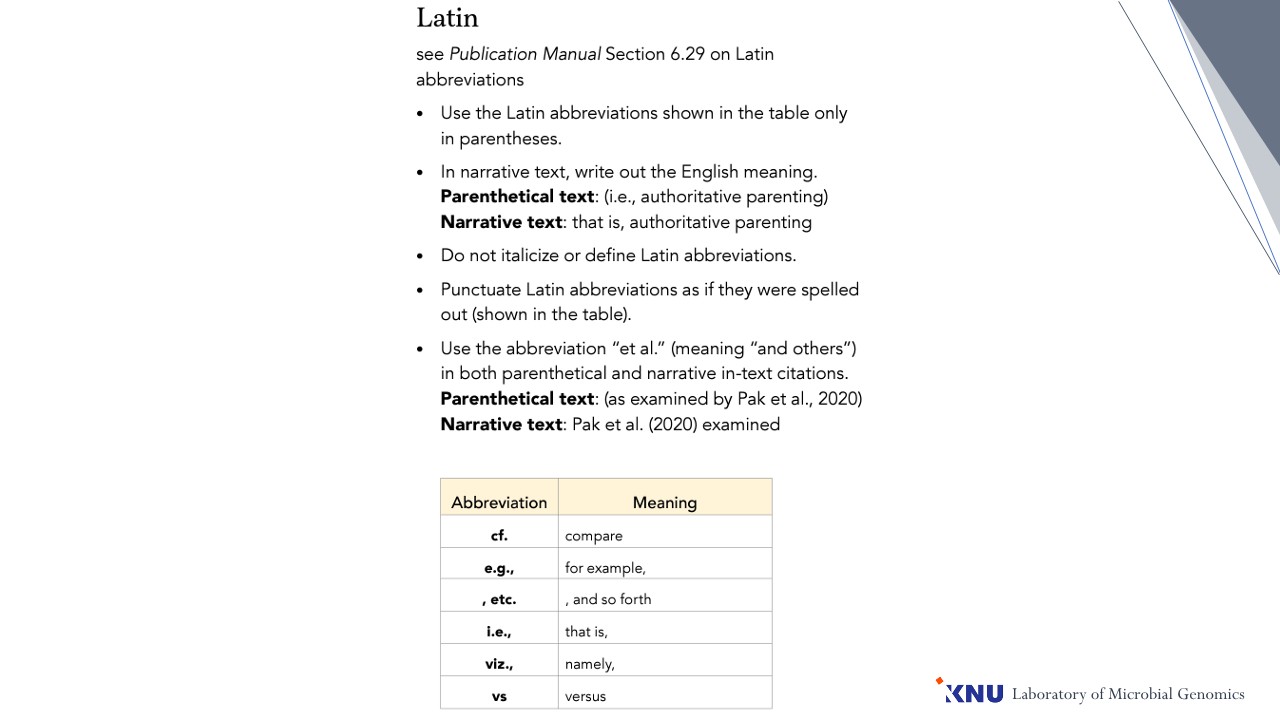 Latin
see Publication Manual Section 6.29 on Latin
abbreviations
• Use the Latin abbreviations shown in the table only
in parentheses.
• In narrative text, write out the English meaning.
Parenthetical text: (i.e., authoritative parenting)
Narrative text: that is, authoritative parenting
• Do not italicize or define Latin abbreviations.
• Punctuate Latin abbreviations as if they were spelled
out (shown in the table).
• Use the abbreviation “et al.” (meaning “and others”)
in both parenthetical and narrative in-text citations.
Parenthetical text: (as examined by Pak et al., 2020)
Narrative text: Pak et al. (2020) examined
Abbreviation Meaning
cf. compare
e.g., for example,
, etc. , and so forth
i.e., that is,
viz., namely,
vs versus
KNU Laboratory of Microbial Genomics